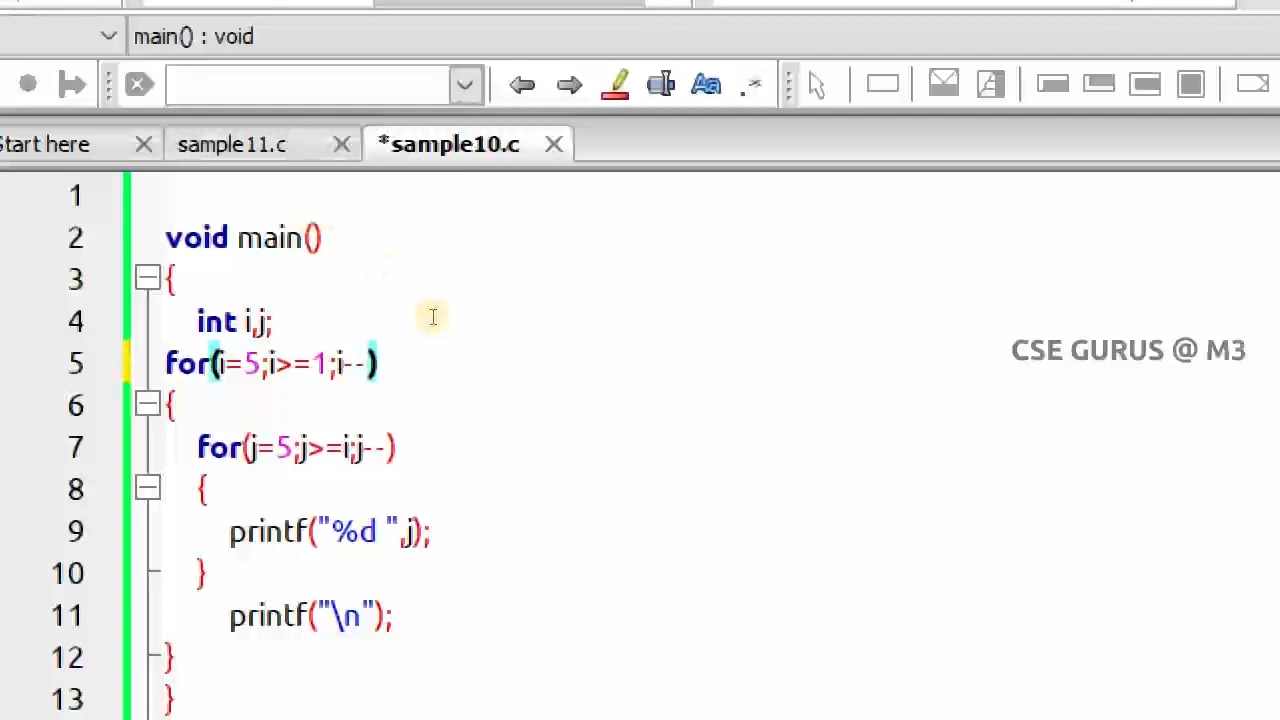 main() : void
Start here
sample11.c
*sample10.c
1
2 void main()
3 {
4 int i,j;
5 for(i=5;i>=1;i--)
6 {
7 for(j=5;j>=i;j--)
8 {
9 printf("%d ",j);
10 }
11 printf("\n");
12 }
13 }
CSE GURUS @ M3